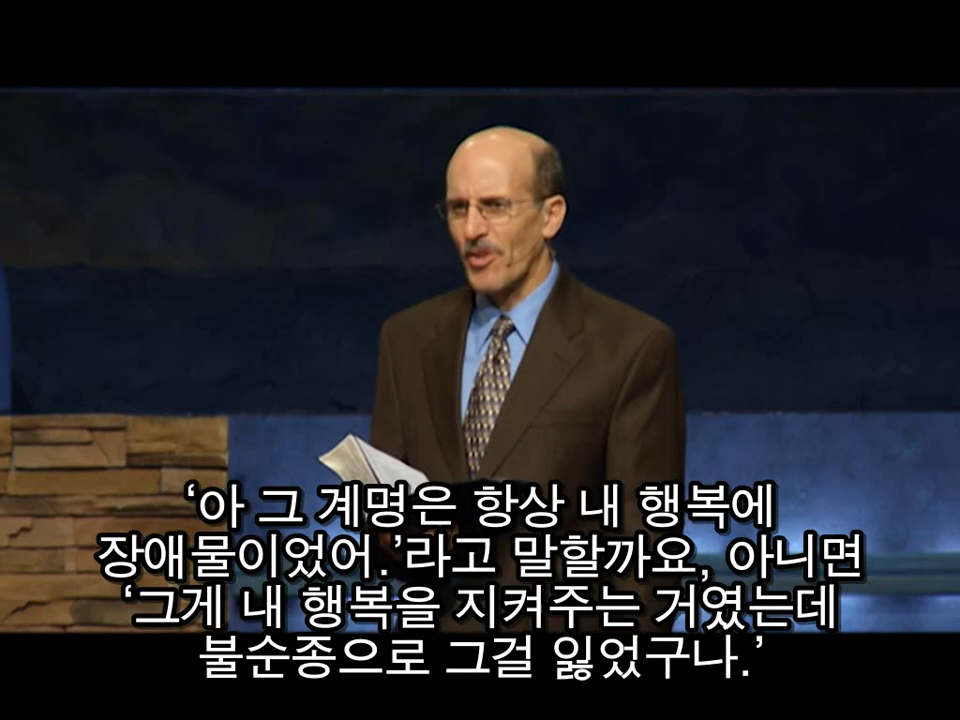 ‘아 그 계명은 항상 내 행복에
장애물이었어.’라고 말할까요, 아니면
‘그게 내 행복을 지켜주는 거였는데
불순종으로 그걸 잃었구나.’